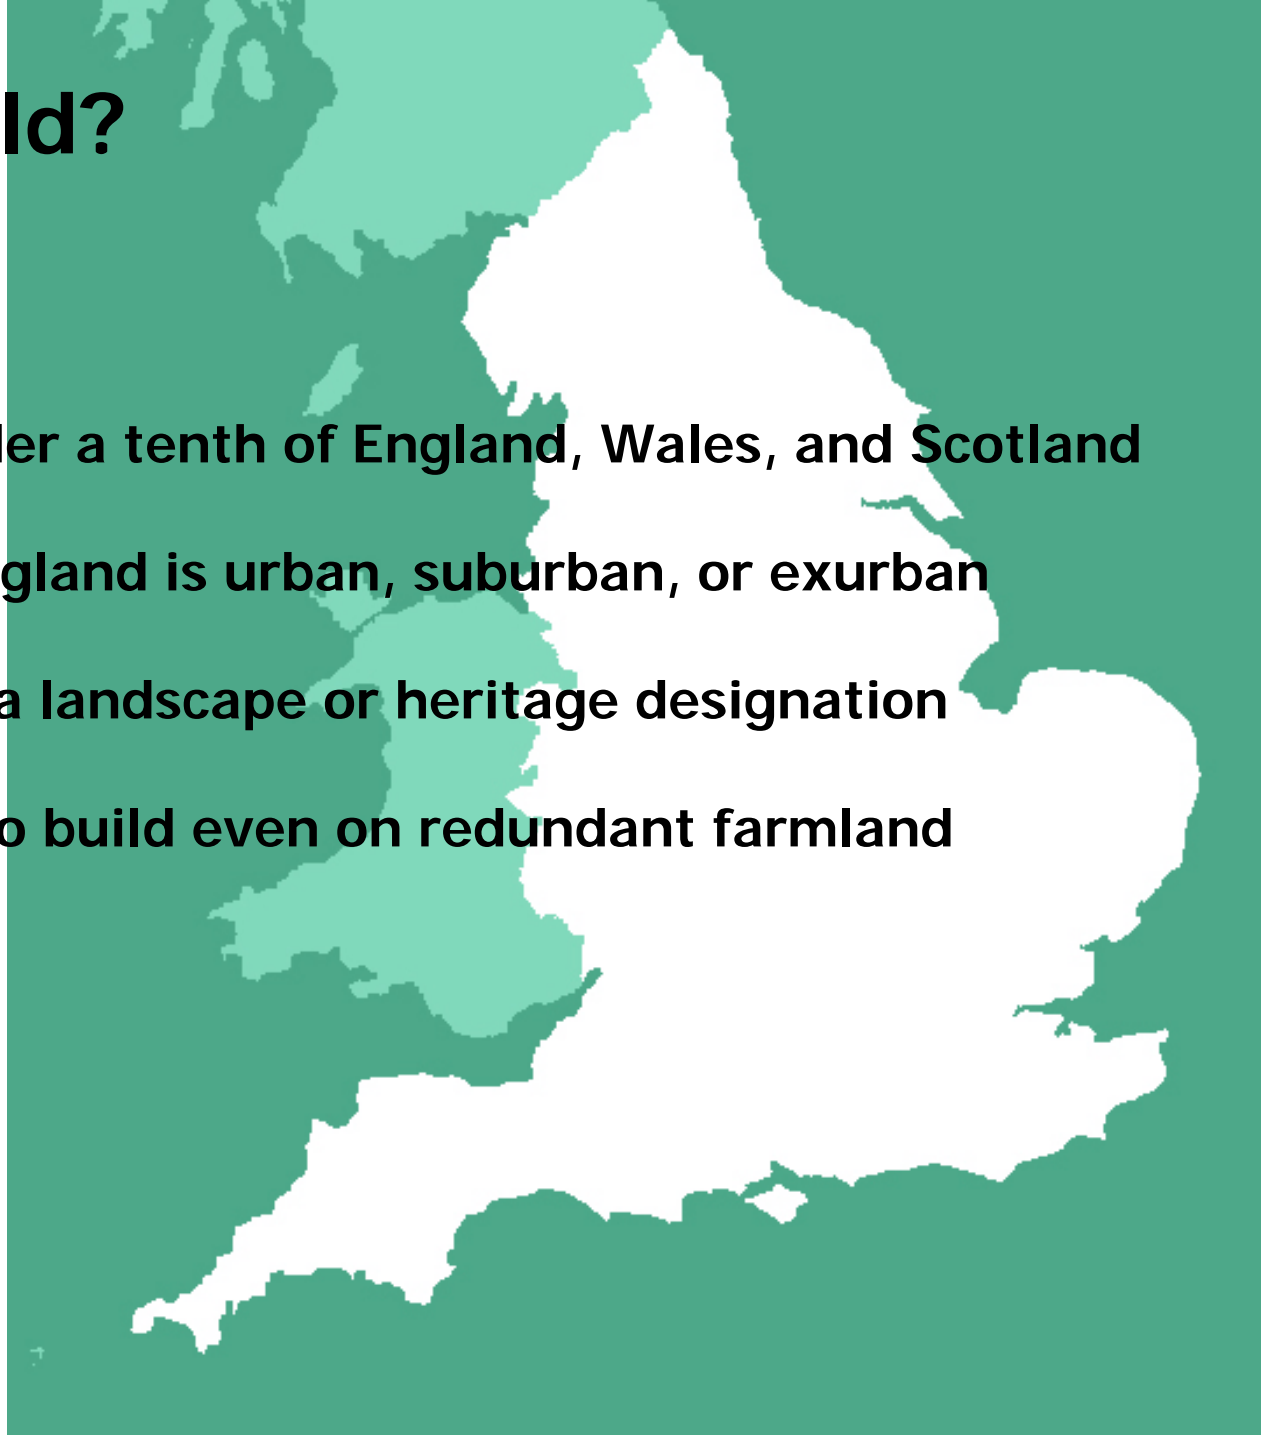 ld?
ler a tenth of England, Wales, and Scotland
gland is urban, suburban, or exurban
a landscape or heritage designation
o build even on redundant farmland